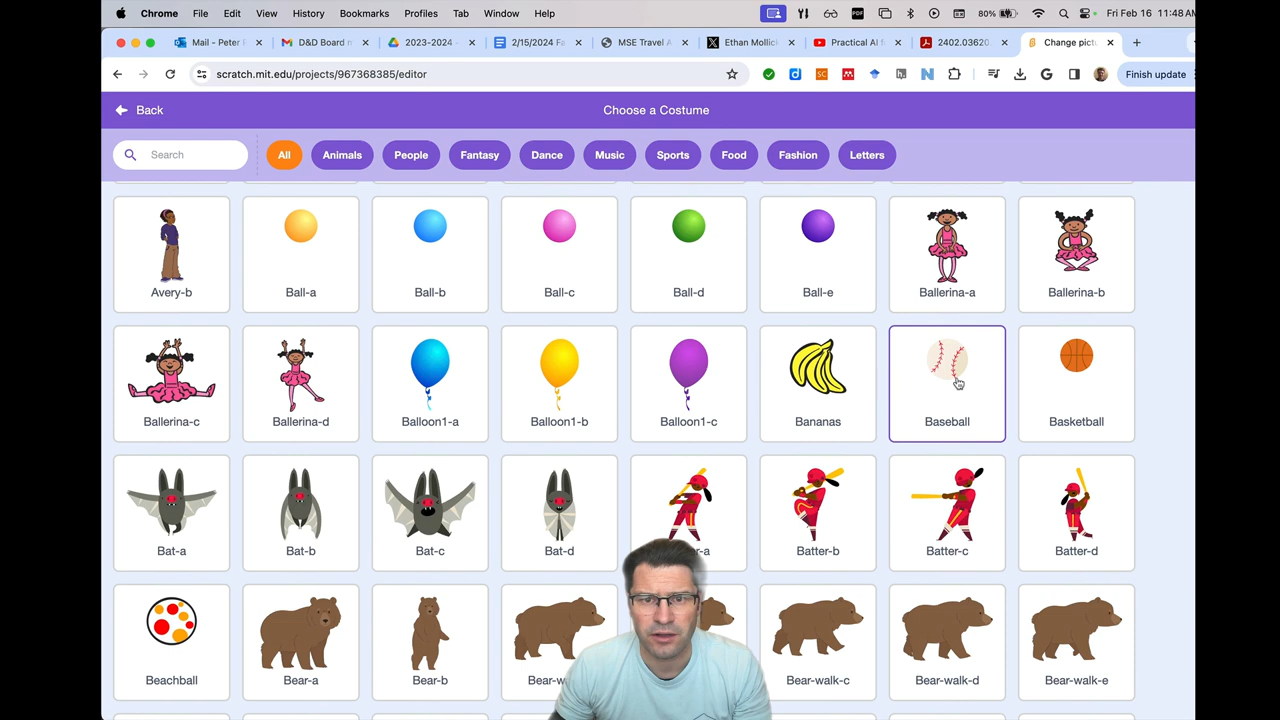 Chrome File Edit View History Bookmarks Profiles Tab Window Help 80% Fri Feb 16 11:48 AM
Mail - Peter D&D Board m 2023-2024 - 2/15/2024 F MSE Travel A Ethan Mollick Practical AI f 2402.03620. Change pict
scratch.mit.edu/projects/967368385/editor Finish update
Back Choose a Costume
Search All Animals People Fantasy Dance Music Sports Food Fashion Letters
Avery-b Ball-a Ball-b Ball-c Ball-d Ball-e Ballerina-a Ballerina-b
Ballerina-c Ballerina-d Balloon1-a Balloon1-b Balloon1-c Bananas Baseball Basketball
Bat-a Bat-b Bat-c Bat-d r-a Batter-b Batter-c Batter-d
Beachball Bear-a Bear-b Bear-w Bear-walk-c Bear-walk-d Bear-walk-e